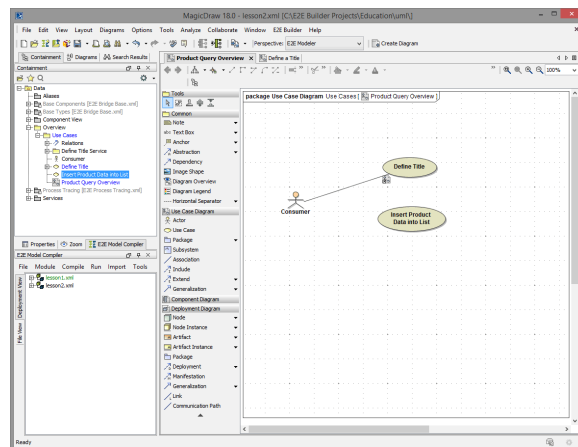 MagicDraw 18.0 - lesson2.xml [C:\E2E Builder Projects\Education\uml\]
File Edit View Layout Diagrams Options Tools Analyze Collaborate Window E2E Builder Help
Perspective: E2E Modeler
Create Diagram
Containment
Diagrams
Search Results
Product Query Overview
Define a Title
Containment
100%
Data
Aliases
Base Components [E2E Bridge Base.xml]
Base Types [E2E Bridge Base.xml]
Component View
Overview
Use Cases
Relations
Define Title Service
Consumer
Define Title
Insert Product Data into List
Product Query Overview
Process Tracing [E2E Process Tracing.xml]
Services
Properties
Zoom
E2E Model Compiler
E2E Model Compiler
File Module Compile Run Import Tools
Deployment View
File View
lesson1.xml
lesson2.xml
Tools
Common
Note
Text Box
Anchor
Abstraction
Dependency
Image Shape
Diagram Overview
Diagram Legend
Horizontal Separator
Use Case Diagram
Actor
Use Case
Package
Subsystem
Association
Include
Extend
Generalization
Component Diagram
Deployment Diagram
Node
Node Instance
Artifact
Artifact Instance
Package
Deployment
Manifestation
Generalization
Link
Communication Path
package Use Case Diagram Use Cases [ Product Query Overview ]
Define Title
Consumer
Insert Product
Data into List
Ready